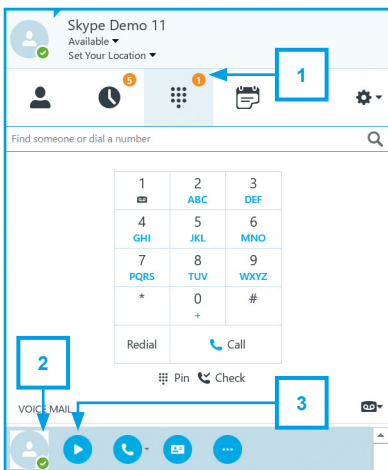 Skype Demo 11
Available
Set Your Location
1
5
1
Find someone or dial a number
1 2 3
ABC DEF
4 5 6
GHI JKL MNO
7 8 9
PQRS TUV WXYZ
* 0 #
+
Redial Call
Pin Check
2
3
VOICE MAIL